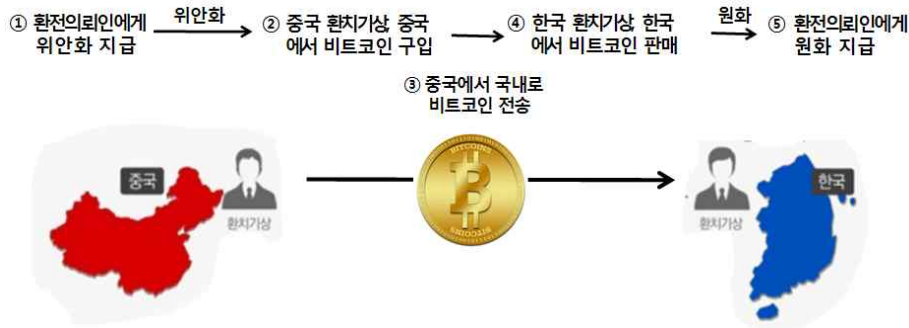 ① 환전의뢰인에게
위안화 지급
위안화
② 중국 환치기상, 중국
에서 비트코인 구입
④ 한국 환치기상, 한국
에서 비트코인 판매
원화
⑤ 환전의뢰인에게
원화 지급
③ 중국에서 국내로
비트코인 전송
중국
환치기상
BITCOINS
BITCOINS
환치기상
한국